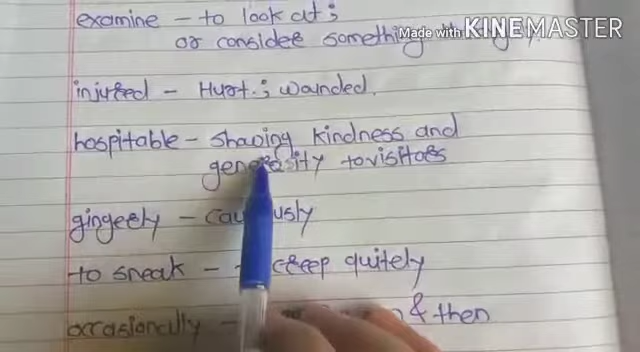 examine - to look at;
or consider something
Made with KINEMASTER
injured - Hurt; wounded.
hospitable - showing kindness and
generosity to visitors
gingerly - cautiously
to sneak - creep quitely
occasionally - & then